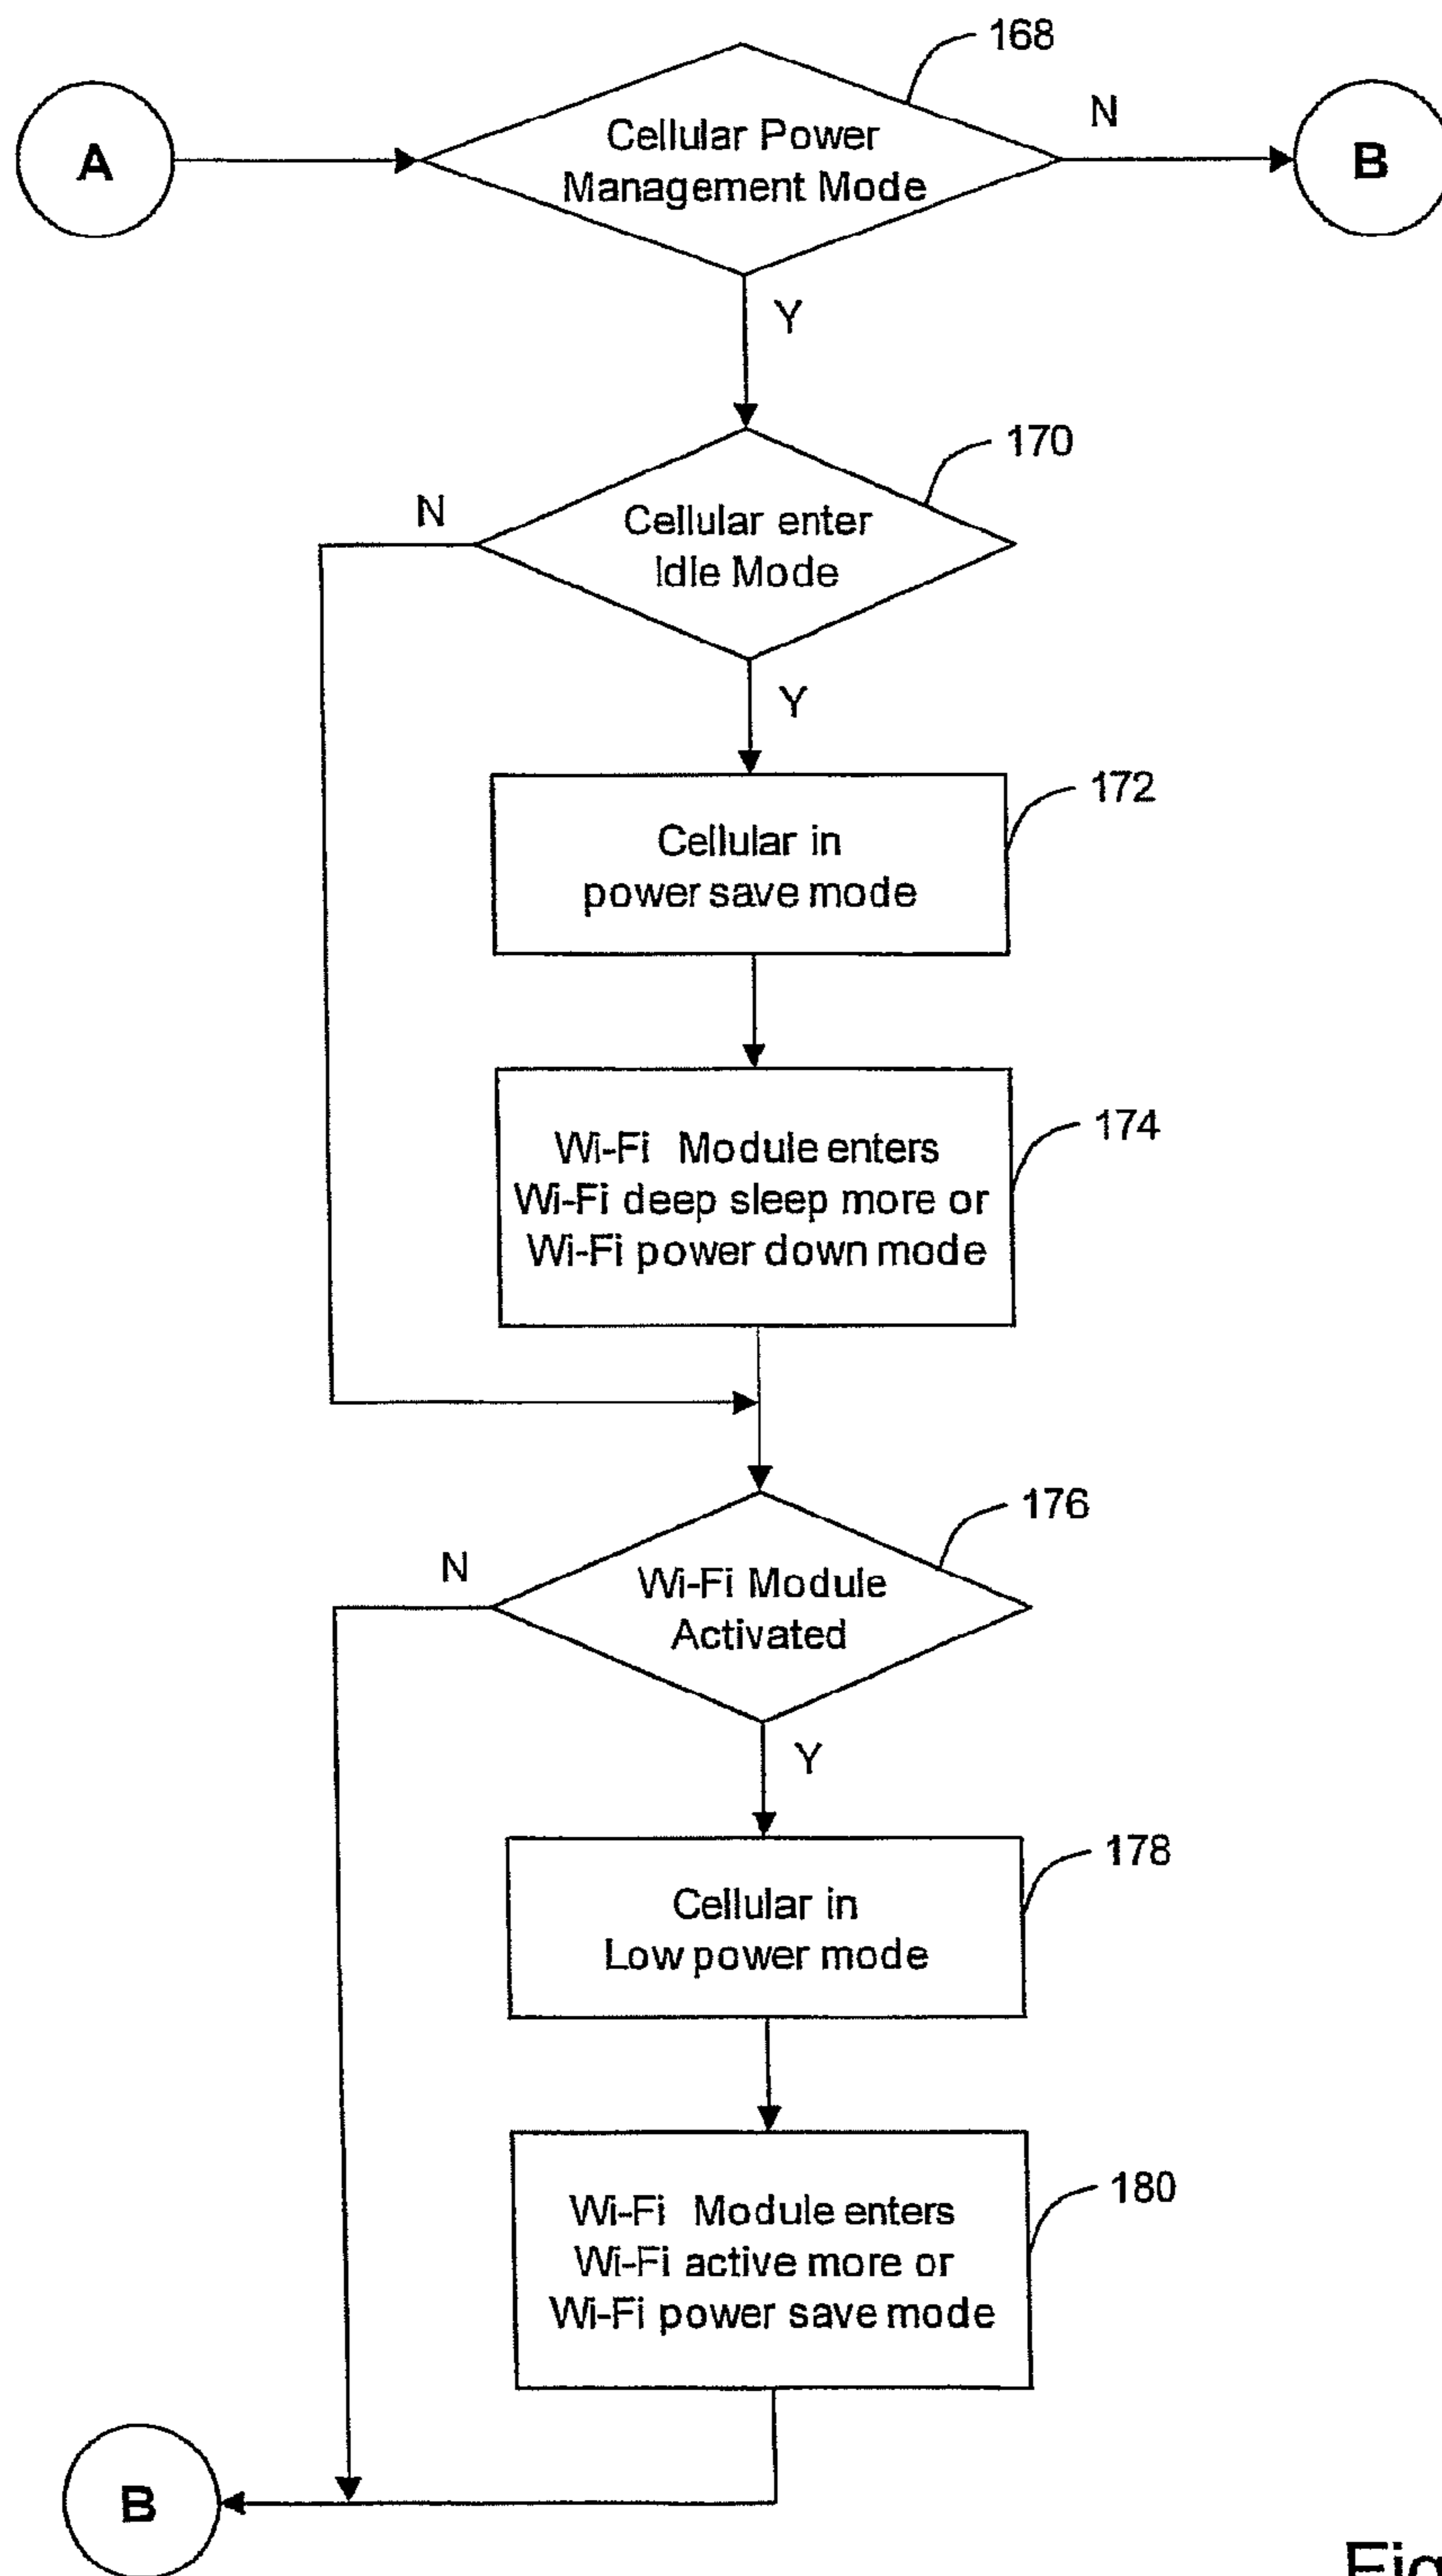 168
A
Cellular Power
Management Mode
N
B
Y
170
N
Cellular enter
Idle Mode
Y
172
Cellular in
power save mode
174
Wi-Fi Module enters
Wi-Fi deep sleep more or
Wi-Fi power down mode
176
N
Wi-Fi Module
Activated
Y
178
Cellular in
Low power mode
180
Wi-Fi Module enters
Wi-Fi active more or
Wi-Fi power save mode
B